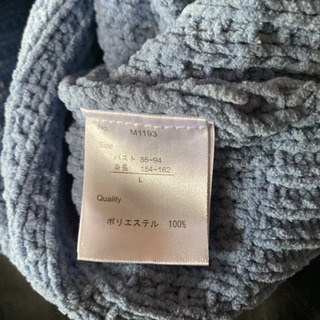 No. M1193
Size
バスト 86-94
身長 154-162
L
Quality
ポリエステル 100%